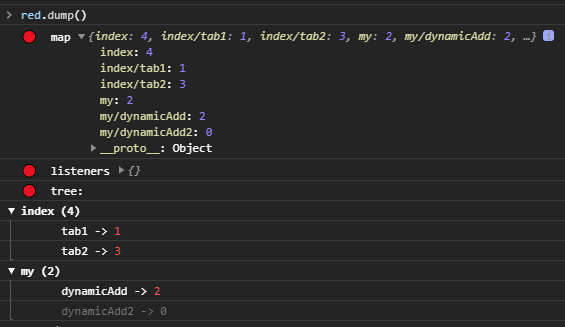 > red.dump()
map ▼{index: 4, index/tab1: 1, index/tab2: 3, my: 2, my/dynamicAdd: 2, …} i
index: 4
index/tab1: 1
index/tab2: 3
my: 2
my/dynamicAdd: 2
my/dynamicAdd2: 0
▶__proto__: Object
listeners ▶{}
tree:
▼ index (4)
tab1 -> 1
tab2 -> 3
▼ my (2)
dynamicAdd -> 2
dynamicAdd2 -> 0